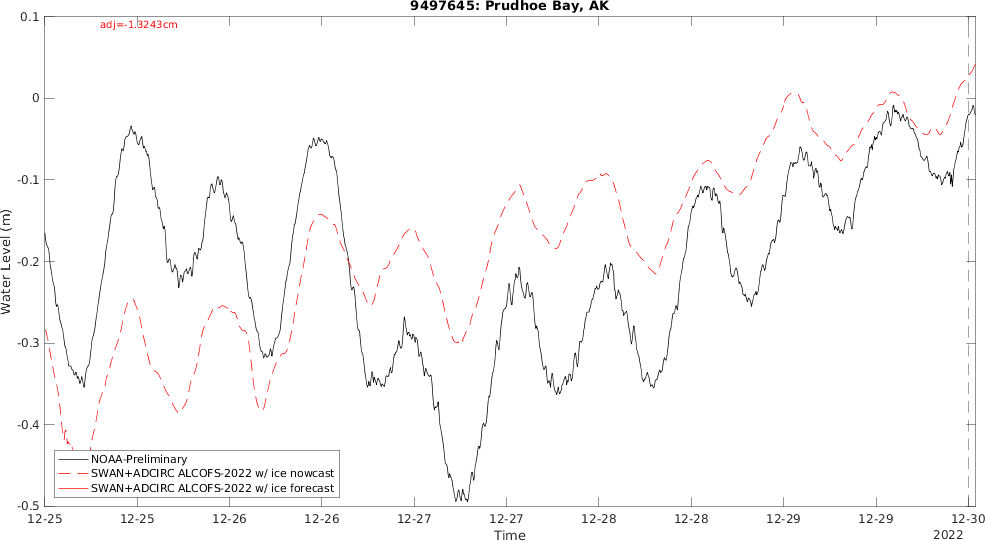 9497645: Prudhoe Bay, AK
adj=-1.3243cm
0.1
0
-0.1
-0.2
-0.3
-0.4
-0.5
Water Level (m)
NOAA-Preliminary
SWAN+ADCIRC ALCOFS-2022 w/ ice nowcast
SWAN+ADCIRC ALCOFS-2022 w/ ice forecast
12-25 12-25 12-26 12-26 12-27 12-27 12-28 12-28 12-29 12-29 12-30
Time
2022